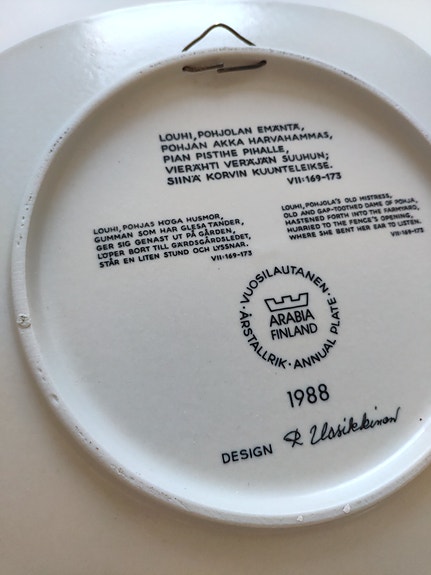 LOUHI, POHJOLAN EMÄNTÄ,
POHJAN AKKA HARVAHAMMAS,
PIAN PISTIHE PIHALLE,
VIERÄHTI VERÄJÄN SUUHUN;
SIINÄ KORVIN KUUNTELEIKSE.
VII:169-173
LOUHI, POHJAS HÖGA HUSMOR,
GUMMAN SOM HAR GLESA TÄNDER,
GER SIG GENAST UT PÅ GÅRDEN,
LÖPER BORT TILL GÄRDSGÅRDSLEDET,
STÅR EN LITEN STUND OCH LYSSNAR.
VII:169-173
LOUHI, POHJOLA'S OLD MISTRESS,
OLD AND GAP-TOOTHED DAME OF POHJA,
HASTENED FORTH INTO THE FARMYARD,
HURRIED TO THE FENCE'S OPENING,
WHERE SHE BENT HER EAR TO LISTEN.
VII:169-173
VUOSILAUTANEN · ANNUAL PLATE · ÅRSTALLRIK ·
ARABIA
FINLAND
1988
DESIGN R Uosikkinen